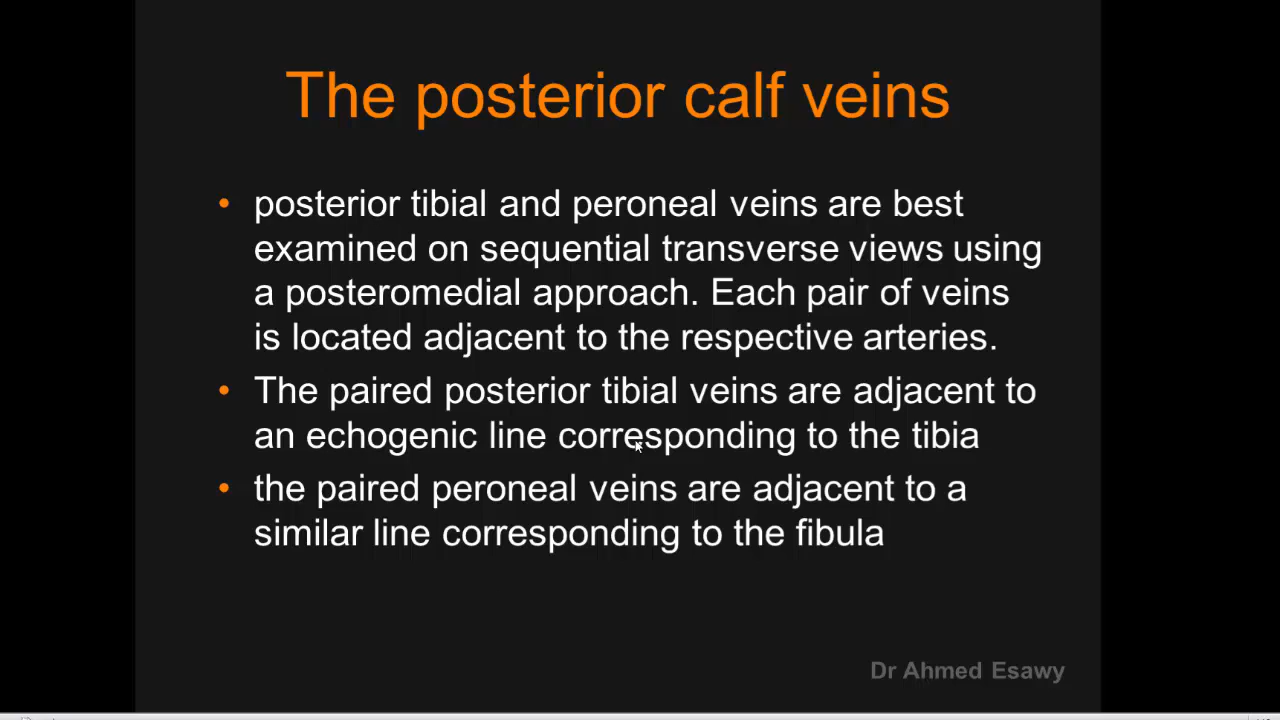 The posterior calf veins
• posterior tibial and peroneal veins are best
examined on sequential transverse views using
a posteromedial approach. Each pair of veins
is located adjacent to the respective arteries.
• The paired posterior tibial veins are adjacent to
an echogenic line corresponding to the tibia
• the paired peroneal veins are adjacent to a
similar line corresponding to the fibula
Dr Ahmed Esawy